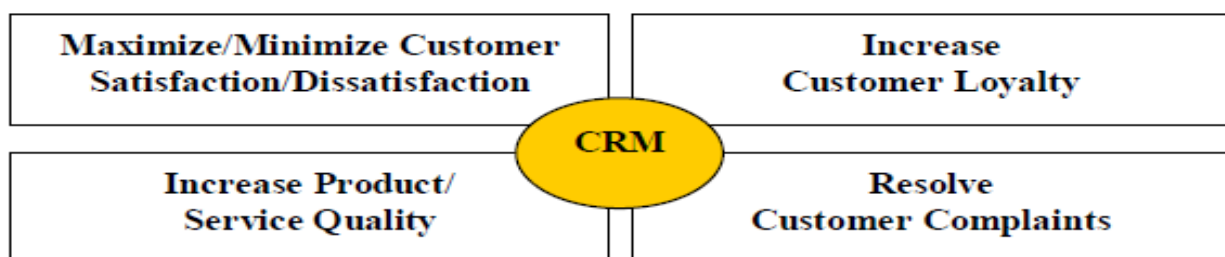 Maximize/Minimize Customer
Satisfaction/Dissatisfaction
Increase
Customer Loyalty
CRM
Increase Product/
Service Quality
Resolve
Customer Complaints